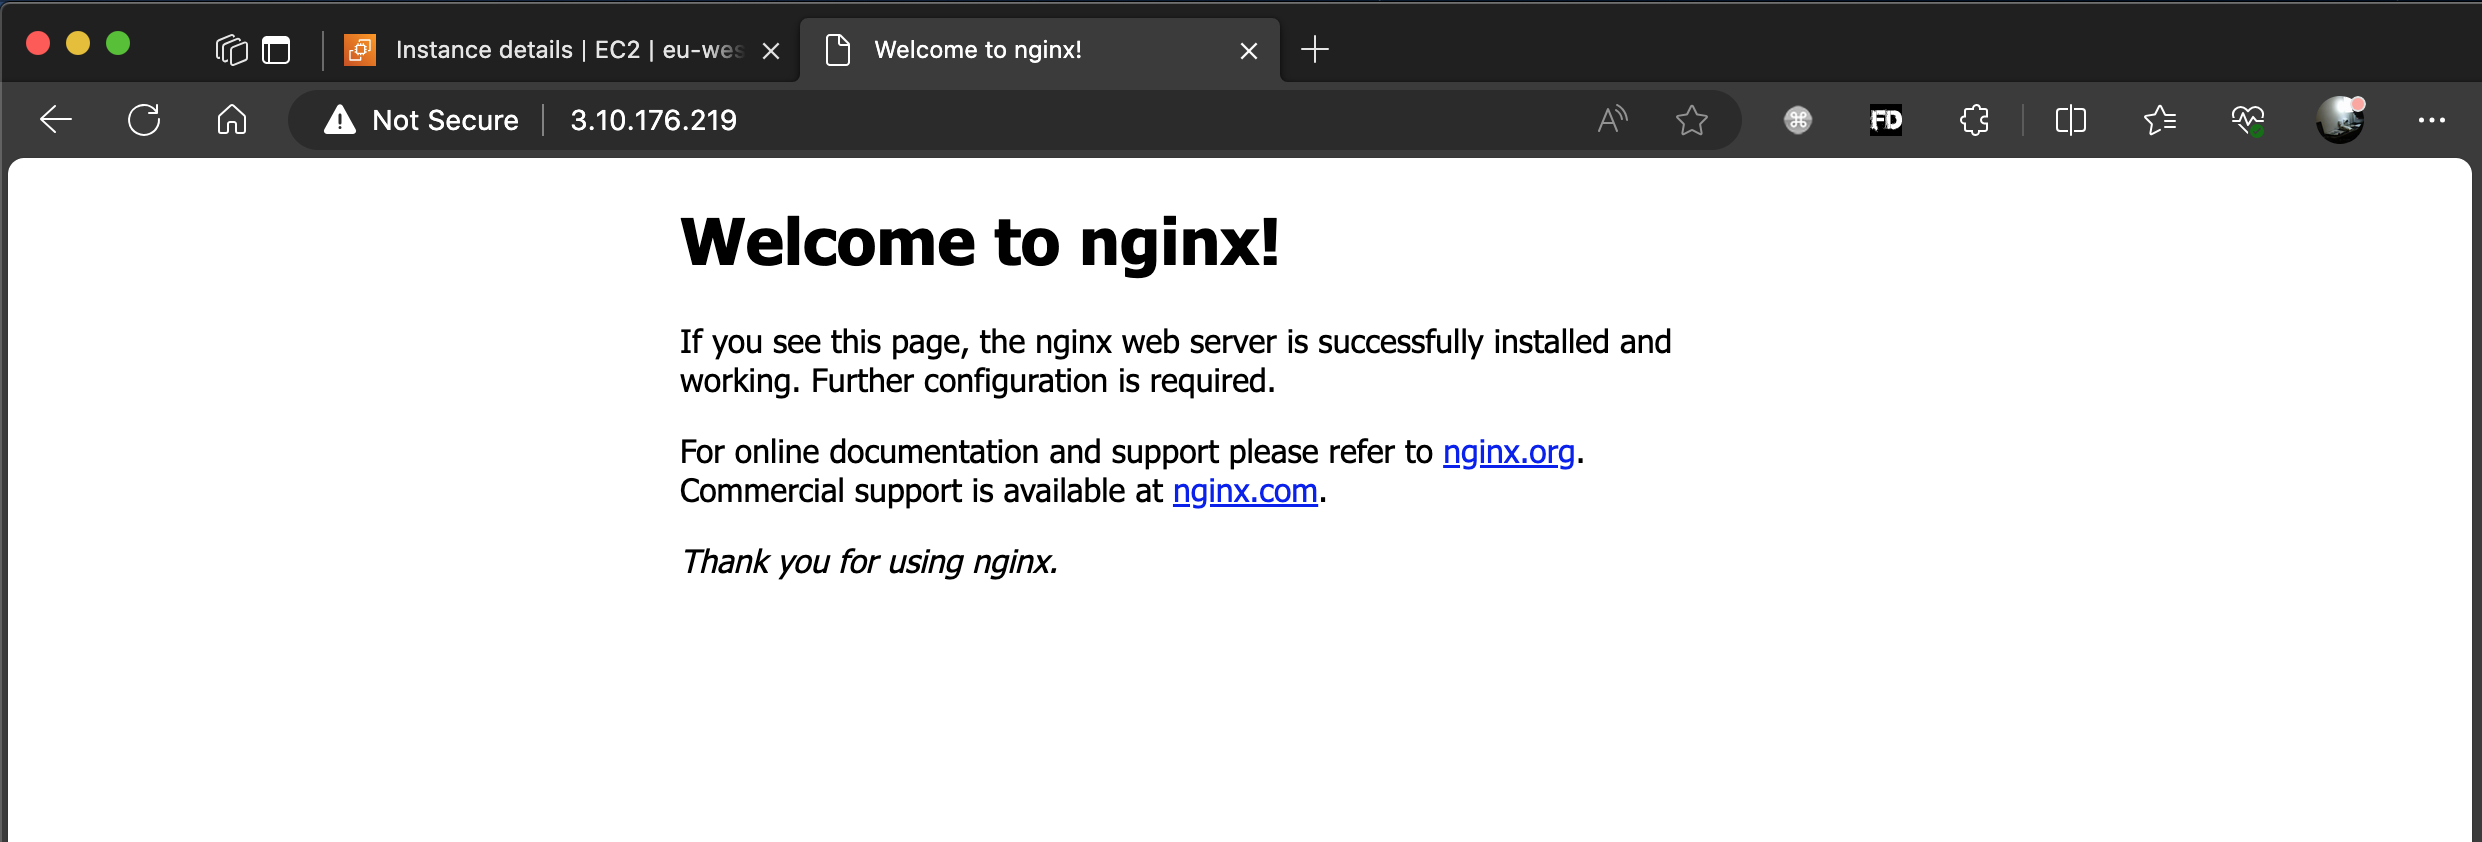 Instance details | EC2 | eu-wes
Welcome to nginx!
Not Secure
3.10.176.219
A
FD
Welcome to nginx!
If you see this page, the nginx web server is successfully installed and
working. Further configuration is required.
For online documentation and support please refer to nginx.org.
Commercial support is available at nginx.com.
Thank you for using nginx.